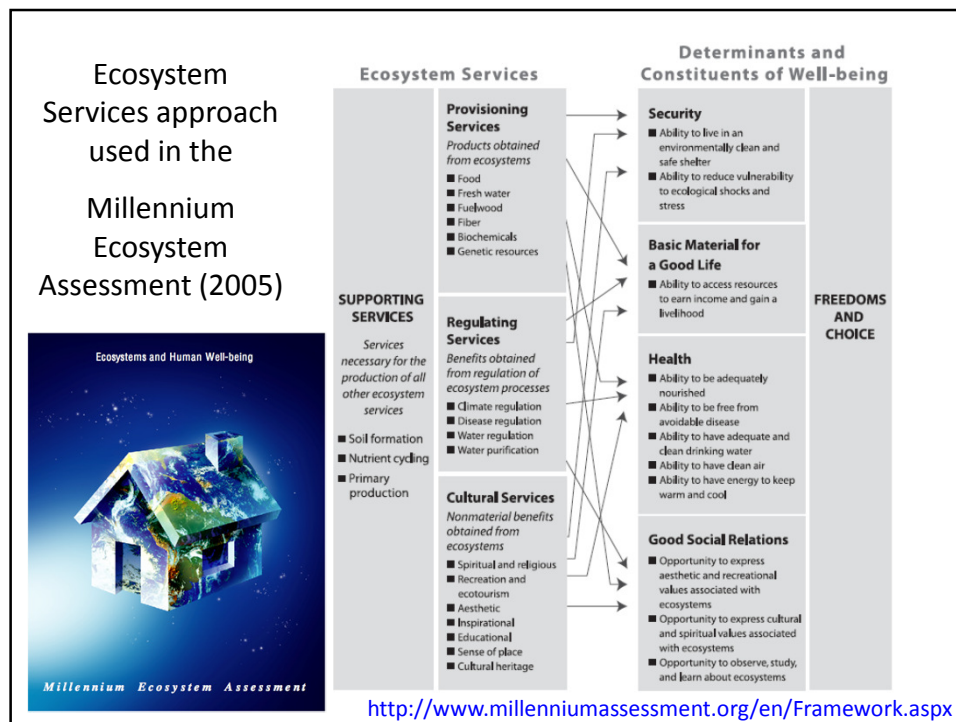 Ecosystem
Services approach
used in the
Millennium
Ecosystem
Assessment (2005)
Ecosystems and Human Well-being
Millennium Ecosystem Assessment
Ecosystem Services
SUPPORTING
SERVICES
Services
necessary for the
production of all
other ecosystem
services
■ Soil formation
■ Nutrient cycling
■ Primary
production
Provisioning
Services
Products obtained
from ecosystems
■ Food
■ Fresh water
■ Fuelwood
■ Fiber
■ Biochemicals
■ Genetic resources
Regulating
Services
Benefits obtained
from regulation of
ecosystem processes
■ Climate regulation
■ Disease regulation
■ Water regulation
■ Water purification
Cultural Services
Nonmaterial benefits
obtained from
ecosystems
■ Spiritual and religious
■ Recreation and
ecotourism
■ Aesthetic
■ Inspirational
■ Educational
■ Sense of place
■ Cultural heritage
Determinants and
Constituents of Well-being
Security
■ Ability to live in an
environmentally clean and
safe shelter
■ Ability to reduce vulnerability
to ecological shocks and
stress
Basic Material for
a Good Life
■ Ability to access resources
to earn income and gain a
livelihood
Health
■ Ability to be adequately
nourished
■ Ability to be free from
avoidable disease
■ Ability to have adequate and
clean drinking water
■ Ability to have clean air
■ Ability to have energy to keep
warm and cool
Good Social Relations
■ Opportunity to express
aesthetic and recreational
values associated with
ecosystems
■ Opportunity to express cultural
and spiritual values associated
with ecosystems
■ Opportunity to observe, study,
and learn about ecosystems
FREEDOMS
AND
CHOICE
http://www.millenniumassessment.org/en/Framework.aspx